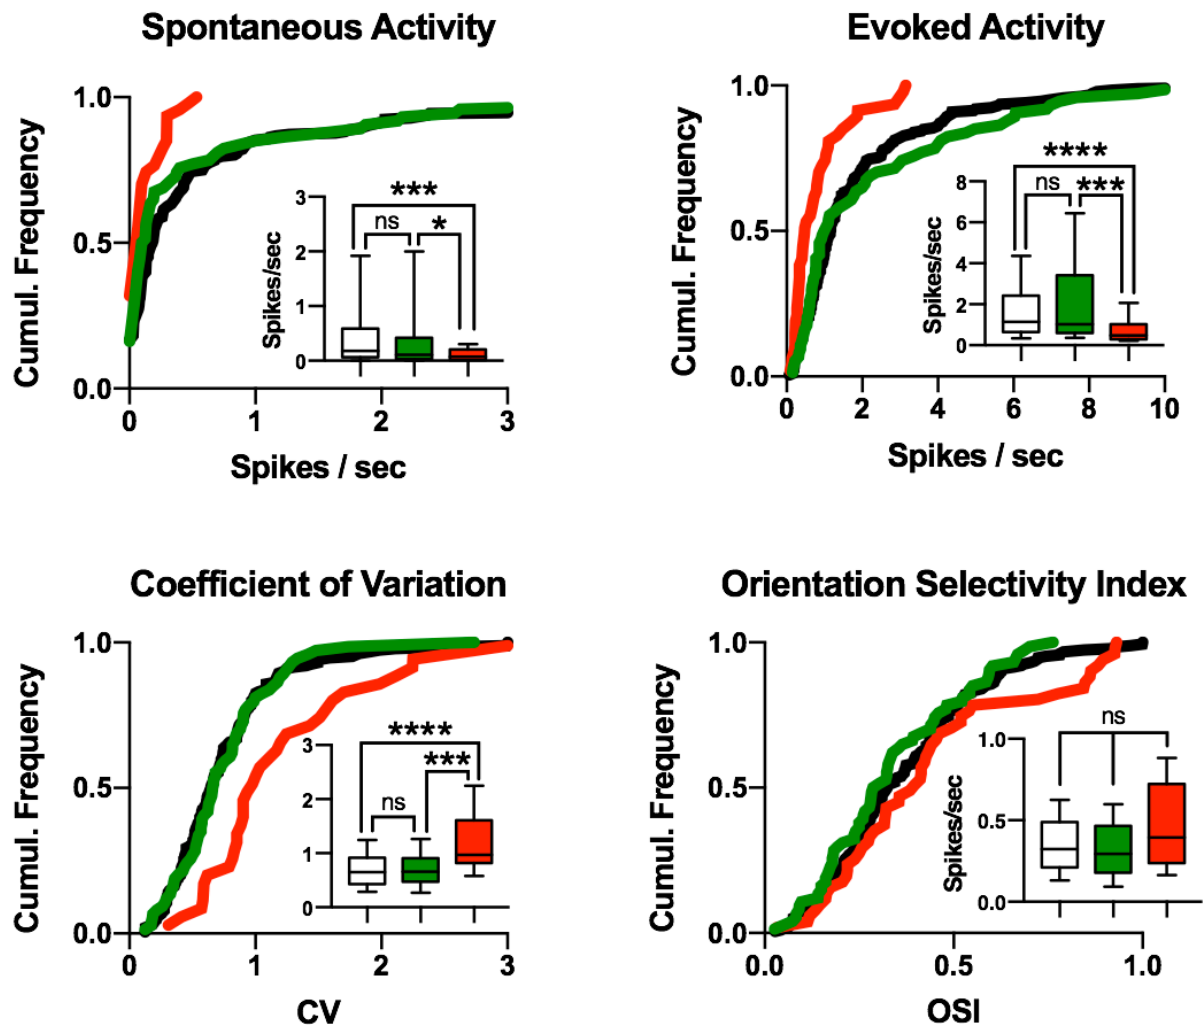 Spontaneous Activity
Cumul. Frequency
1.0
0.5
0.0
0 1 2 3
Spikes / sec
Spikes/sec
3
2
1
0
***
ns *
Evoked Activity
Cumul. Frequency
1.0
0.5
0.0
0 2 4 6 8 10
Spikes / sec
Spikes/sec
8
6
4
2
0
****
ns ***
Coefficient of Variation
Cumul. Frequency
1.0
0.5
0.0
0 1 2 3
CV
3
2
1
0
****
***
ns
Orientation Selectivity Index
Cumul. Frequency
1.0
0.5
0.0
0.0 0.5 1.0
OSI
Spikes/sec
1.0
0.5
0.0
ns